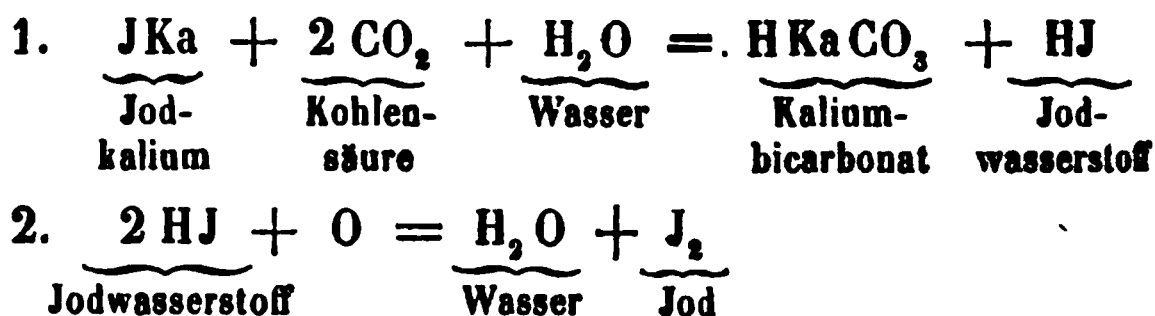 1. JKa + 2 CO₂ + H₂O = HKaCO₃ + HJ
Jod- Kohlen- Wasser Kalium- Jod-
kalium säure bicarbonat wasserstoff
2. 2 HJ + O = H₂O + J₂
Jodwasserstoff Wasser Jod